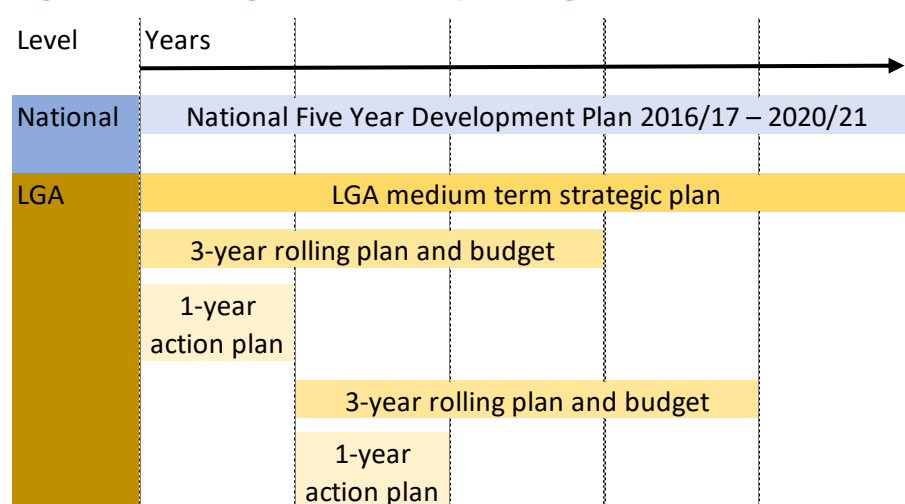 Level Years
National National Five Year Development Plan 2016/17 – 2020/21
LGA LGA medium term strategic plan
3-year rolling plan and budget
1-year
action plan
3-year rolling plan and budget
1-year
action plan